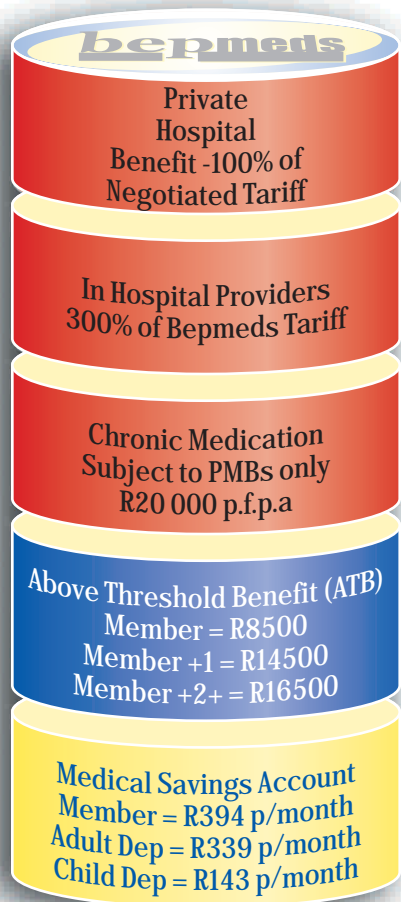 bepmeds
Private
Hospital
Benefit -100% of
Negotiated Tariff
In Hospital Providers
300% of Bepmeds Tariff
Chronic Medication
Subject to PMBs only
R20 000 p.f.p.a
Above Threshold Benefit (ATB)
Member = R8500
Member +1 = R14500
Member +2+ = R16500
Medical Savings Account
Member = R394 p/month
Adult Dep = R339 p/month
Child Dep = R143 p/month